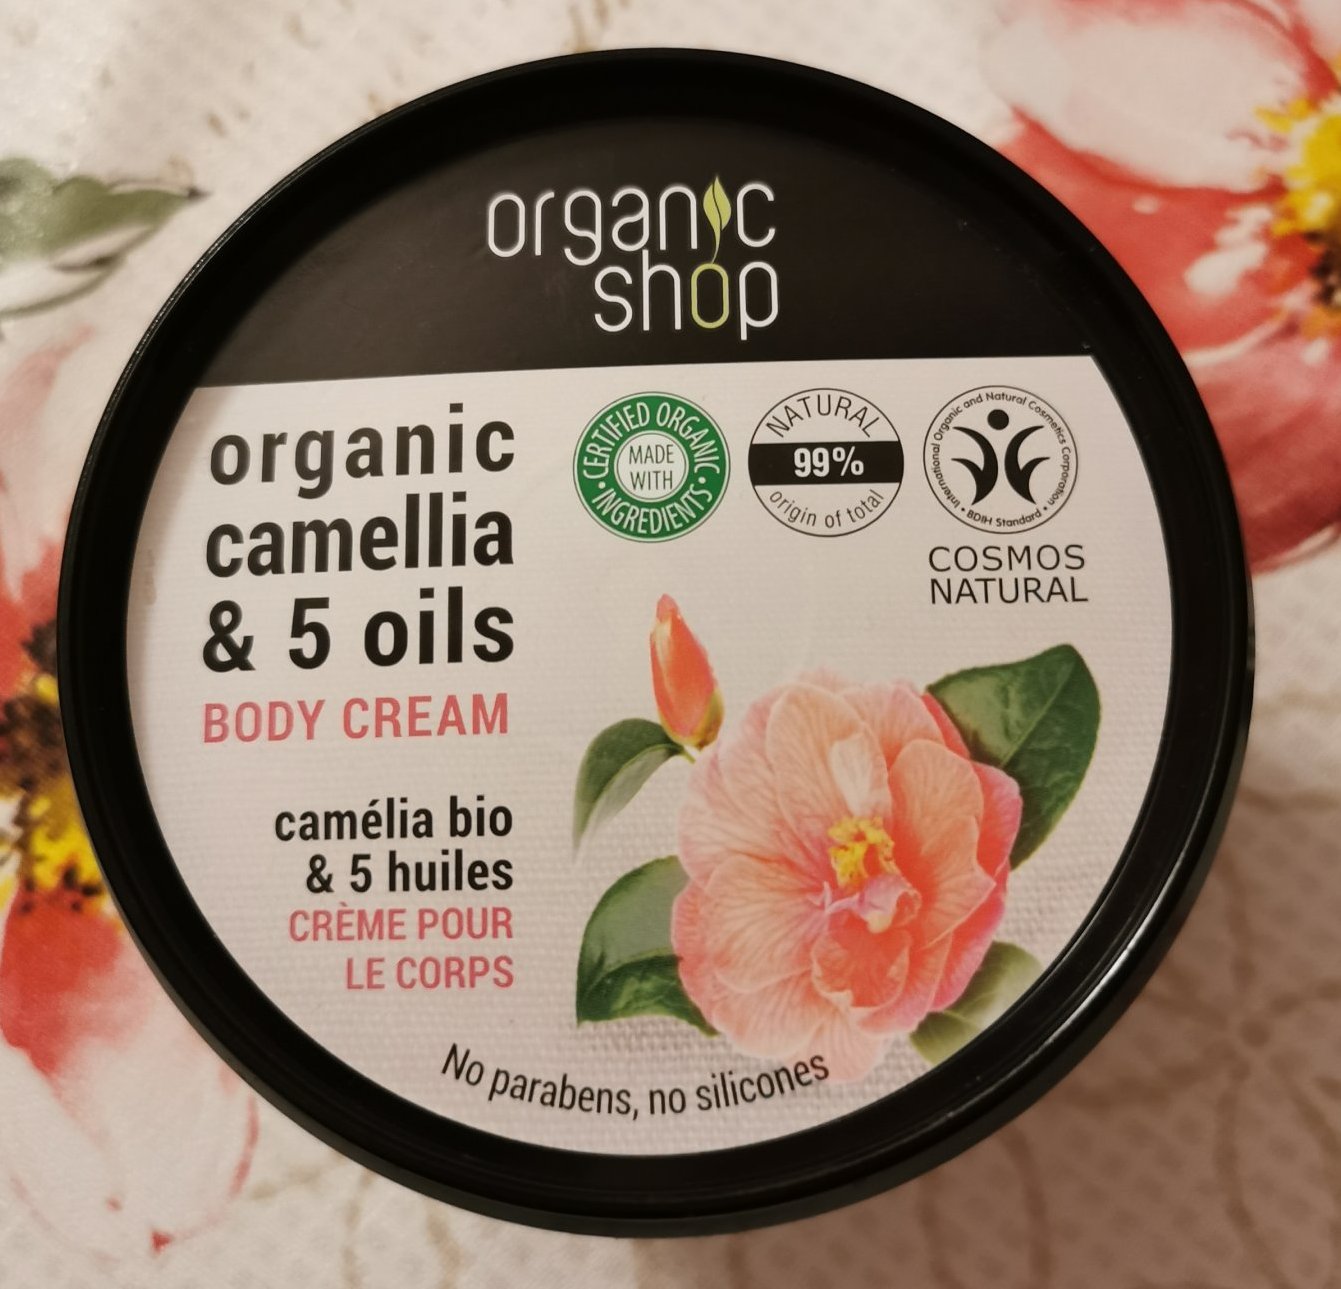 organic
shop
organic
camellia
& 5 oils
BODY CREAM
camélia bio
& 5 huiles
CRÈME POUR
LE CORPS
No parabens, no silicones
CERTIFIED ORGANIC
MADE
WITH
INGREDIENTS
NATURAL
99%
origin of total
International Organic and Natural Cosmetics Corporation
BDIH Standard
COSMOS
NATURAL